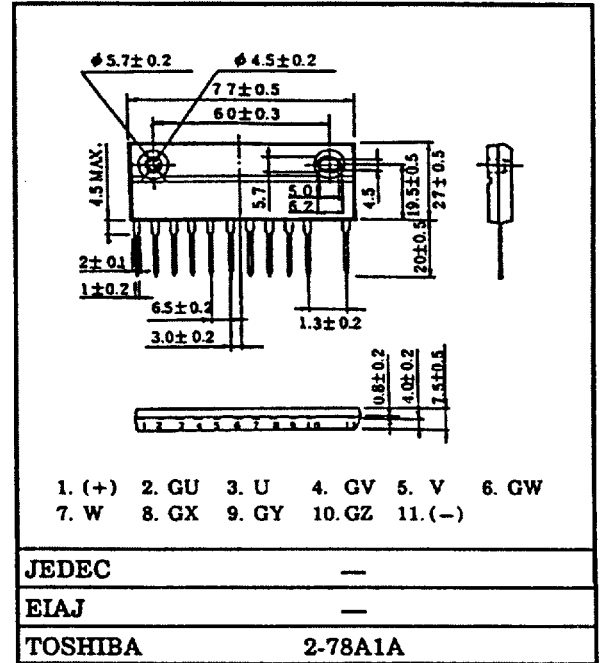 ϕ 5.7± 0.2 ϕ 4.5± 0.2
77± 0.5
60± 0.3
4.5 MAX.
5.7
5.0
4.5
19.5±0.5
27± 0.5
20±0.5
2± 0.1
1±0.2
6.5± 0.2
1.3± 0.2
3.0± 0.2
0.8±0.2
4.0±0.2
7.5±0.5
1 2 3 4 5 6 7 8 9 10 11
1. (+) 2. GU 3. U 4. GV 5. V 6. GW
7. W 8. GX 9. GY 10. GZ 11. (−)
JEDEC —
EIAJ —
TOSHIBA 2-78A1A